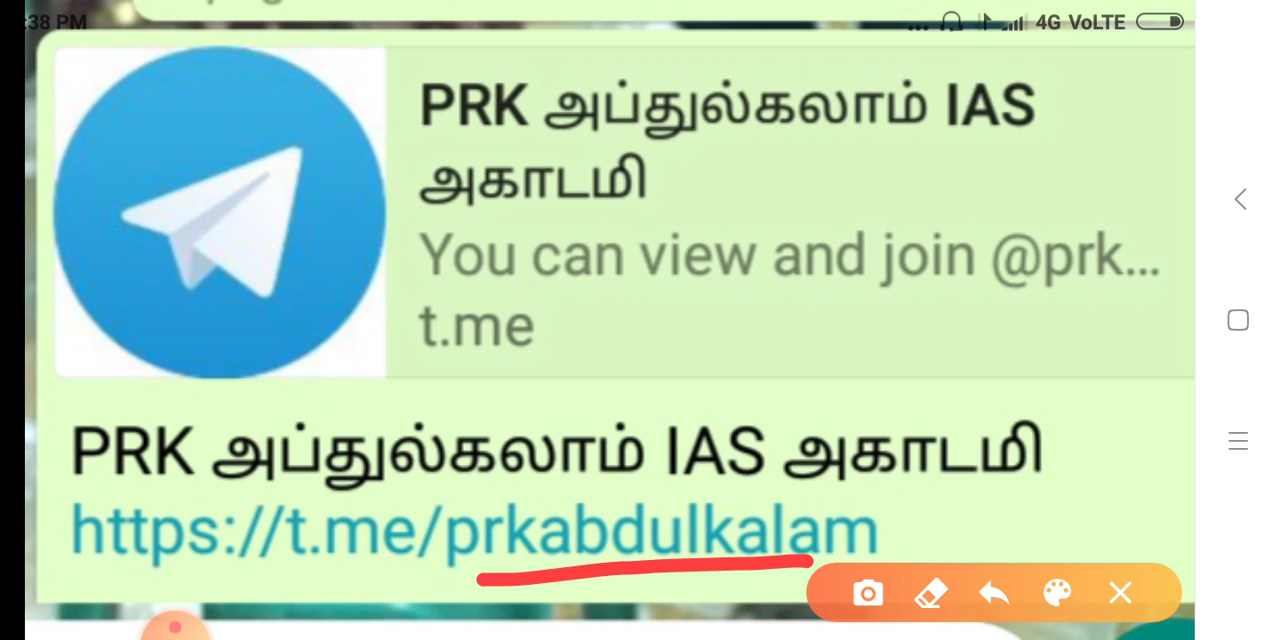 :38 PM
... 4G VoLTE
PRK அப்துல்கலாம் IAS
அகாடமி
You can view and join @prk...
t.me
PRK அப்துல்கலாம் IAS அகாடமி
https://t.me/prkabdulkalam